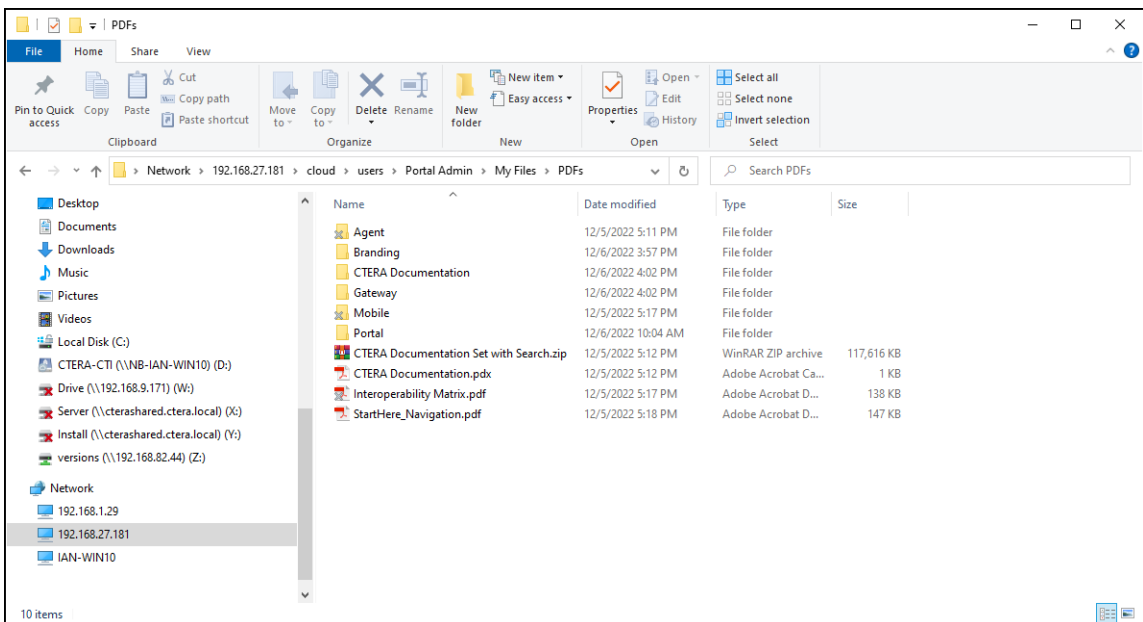 PDFs
File Home Share View
Pin to Quick access
Copy
Paste
Cut
Copy path
Paste shortcut
Clipboard
Move to
Copy to
Delete
Rename
Organize
New folder
New item
Easy access
New
Properties
Open
Edit
History
Open
Select all
Select none
Invert selection
Select
Network > 192.168.27.181 > cloud > users > Portal Admin > My Files > PDFs
Search PDFs
Desktop
Documents
Downloads
Music
Pictures
Videos
Local Disk (C:)
CTERA-CTI (\\NB-IAN-WIN10) (D:)
Drive (\\192.168.9.171) (W:)
Server (\\cterashared.ctera.local) (X:)
Install (\\cterashared.ctera.local) (Y:)
versions (\\192.168.82.44) (Z:)
Network
192.168.1.29
192.168.27.181
IAN-WIN10
Name Date modified Type Size
Agent 12/5/2022 5:11 PM File folder
Branding 12/6/2022 3:57 PM File folder
CTERA Documentation 12/6/2022 4:02 PM File folder
Gateway 12/6/2022 4:02 PM File folder
Mobile 12/5/2022 5:17 PM File folder
Portal 12/6/2022 10:04 AM File folder
CTERA Documentation Set with Search.zip 12/5/2022 5:12 PM WinRAR ZIP archive 117,616 KB
CTERA Documentation.pdx 12/5/2022 5:12 PM Adobe Acrobat Ca... 1 KB
Interoperability Matrix.pdf 12/5/2022 5:17 PM Adobe Acrobat D... 138 KB
StartHere_Navigation.pdf 12/5/2022 5:18 PM Adobe Acrobat D... 147 KB
10 items